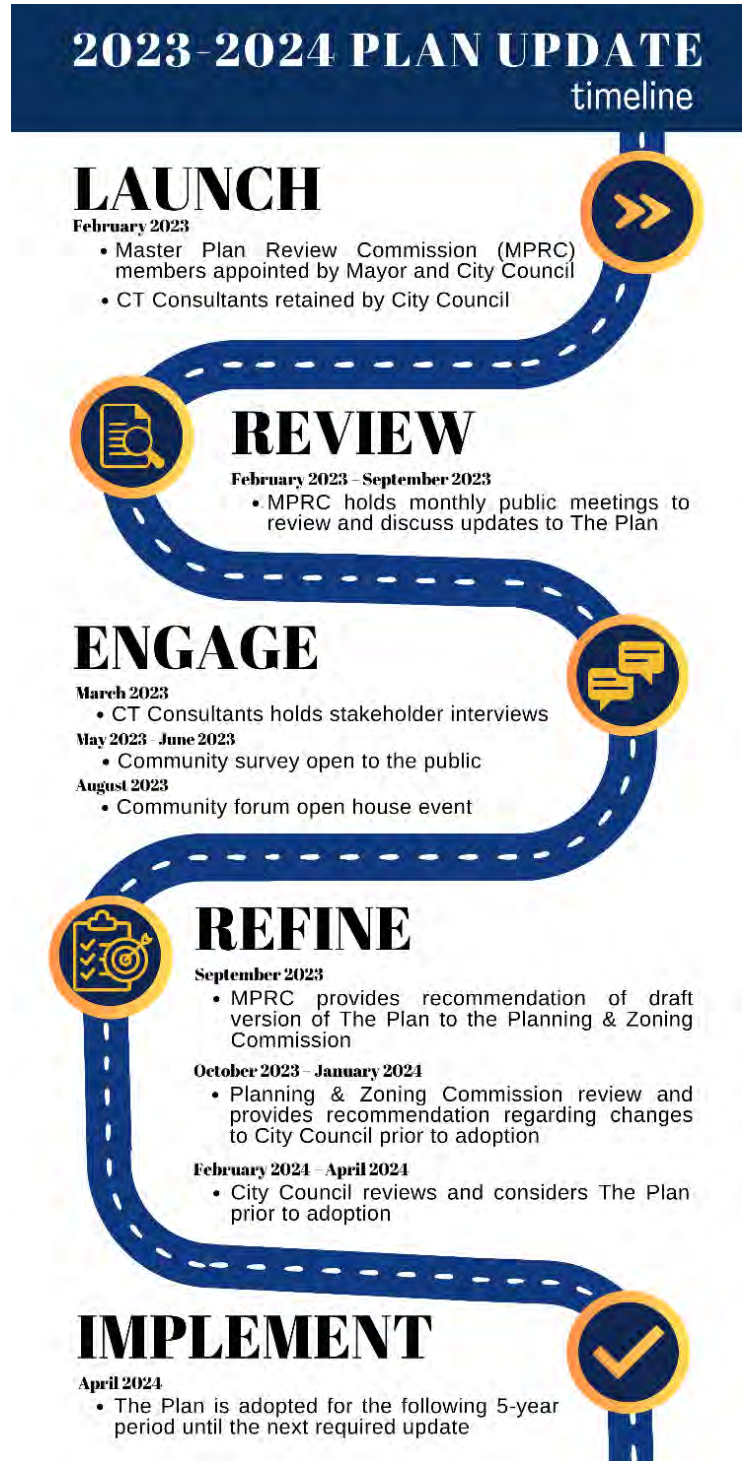 2023-2024 PLAN UPDATE
timeline
LAUNCH
February 2023
• Master Plan Review Commission (MPRC)
members appointed by Mayor and City Council
• CT Consultants retained by City Council
REVIEW
February 2023 – September 2023
• MPRC holds monthly public meetings to
review and discuss updates to The Plan
ENGAGE
March 2023
• CT Consultants holds stakeholder interviews
May 2023 - June 2023
• Community survey open to the public
August 2023
• Community forum open house event
REFINE
September 2023
• MPRC provides recommendation of draft
version of The Plan to the Planning & Zoning
Commission
October 2023 – January 2024
• Planning & Zoning Commission review and
provides recommendation regarding changes
to City Council prior to adoption
February 2024 – April 2024
• City Council reviews and considers The Plan
prior to adoption
IMPLEMENT
April 2024
• The Plan is adopted for the following 5-year
period until the next required update